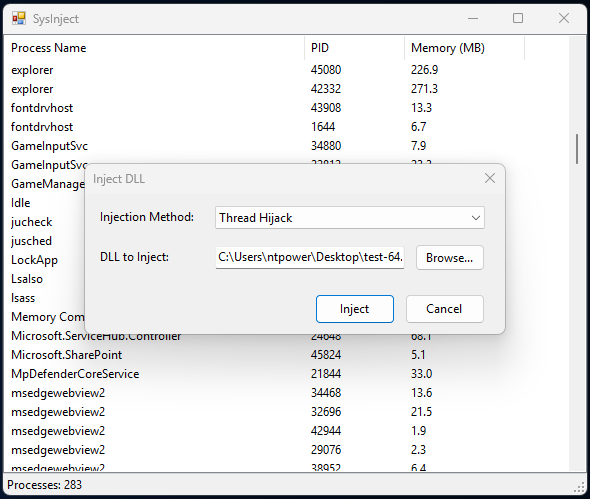 SysInject
Process Name PID Memory (MB)
explorer 45080 226.9
explorer 42332 271.3
fontdrvhost 43908 13.3
fontdrvhost 1644 6.7
GameInputSvc 34880 7.9
GameInputSvc
GameManage
Idle
jucheck
jusched
LockApp
Lsalso
lsass
Memory Com
Inject DLL
Injection Method: Thread Hijack
DLL to Inject: C:\Users\ntpower\Desktop\test-64. Browse...
Inject Cancel
Microsoft.ServiceHub.Controller 24648 68.1
Microsoft.SharePoint 45824 5.1
MpDefenderCoreService 21844 33.0
msedgewebview2 34468 13.6
msedgewebview2 32696 21.5
msedgewebview2 42944 1.9
msedgewebview2 29076 2.3
msedgewebview2 38952 6.4
Processes: 283